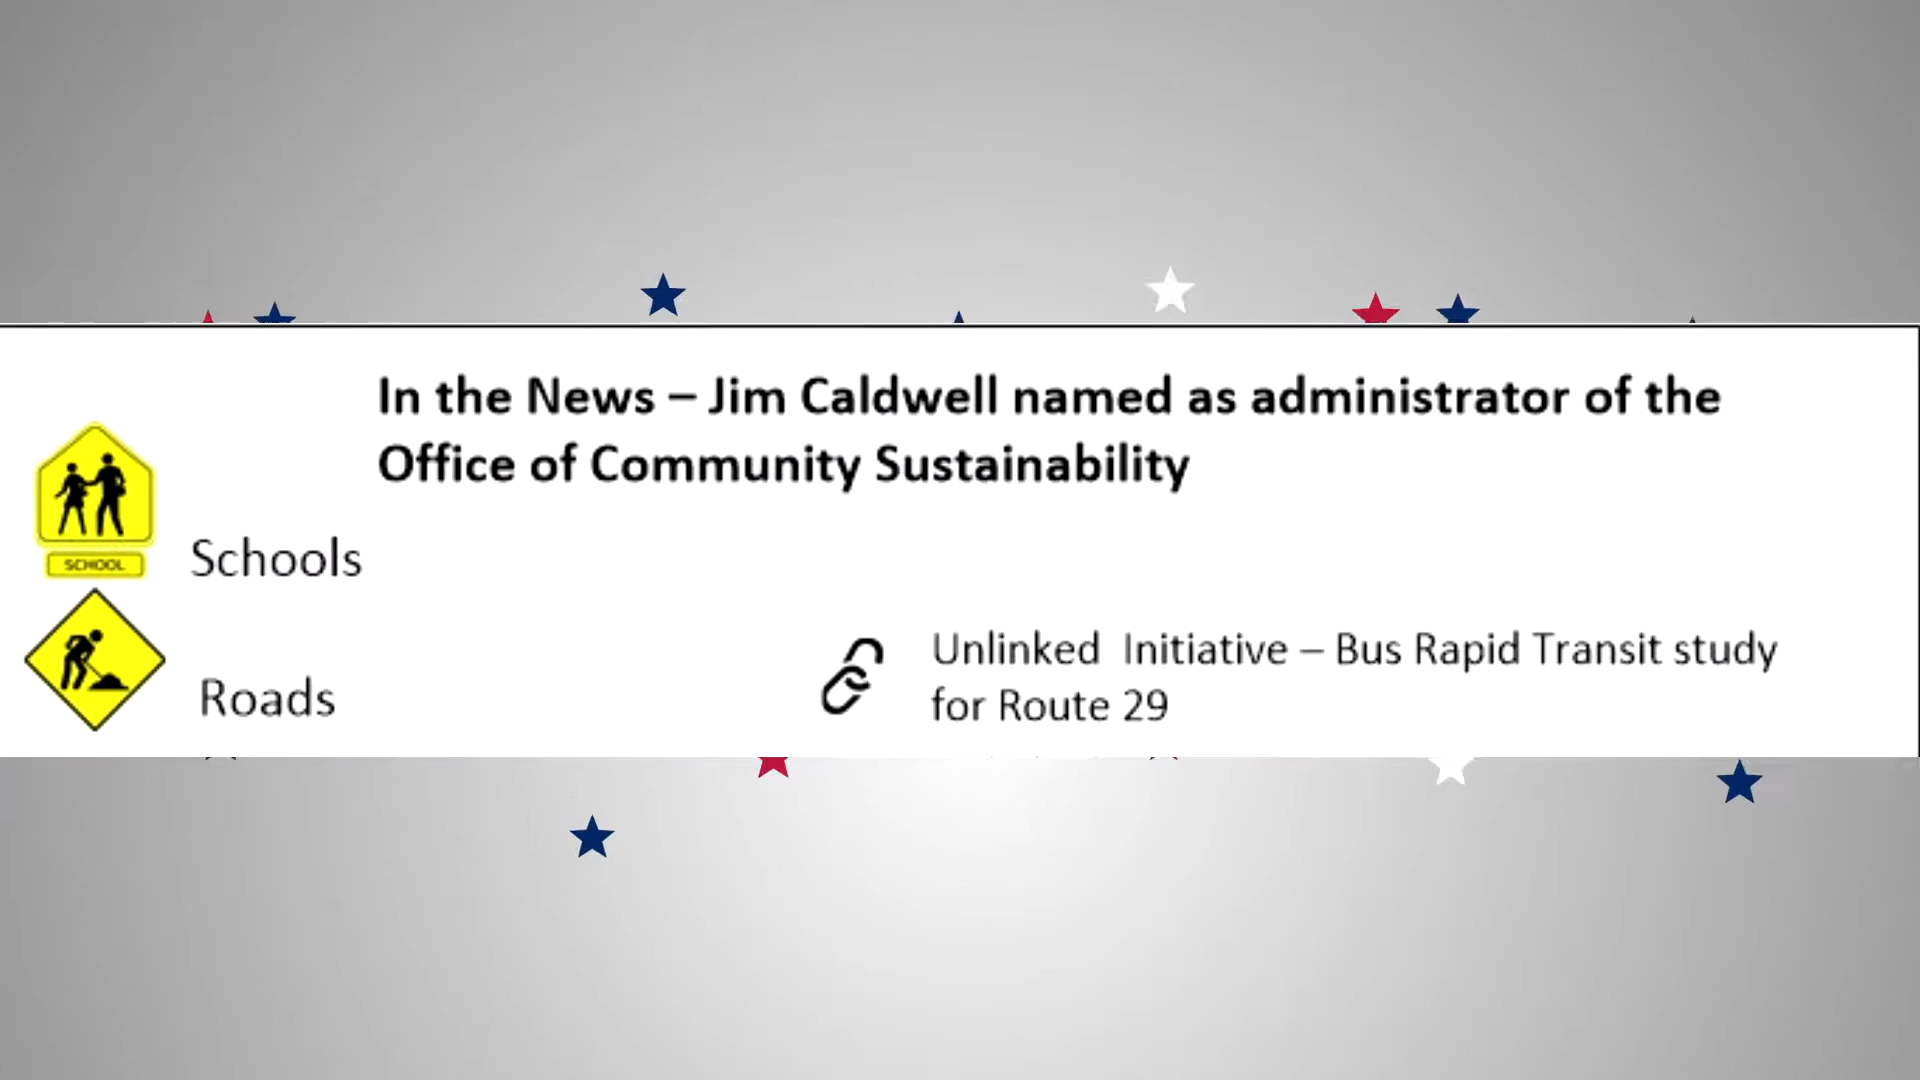 In the News – Jim Caldwell named as administrator of the
Office of Community Sustainability
SCHOOL
Schools
Unlinked Initiative – Bus Rapid Transit study
for Route 29
Roads